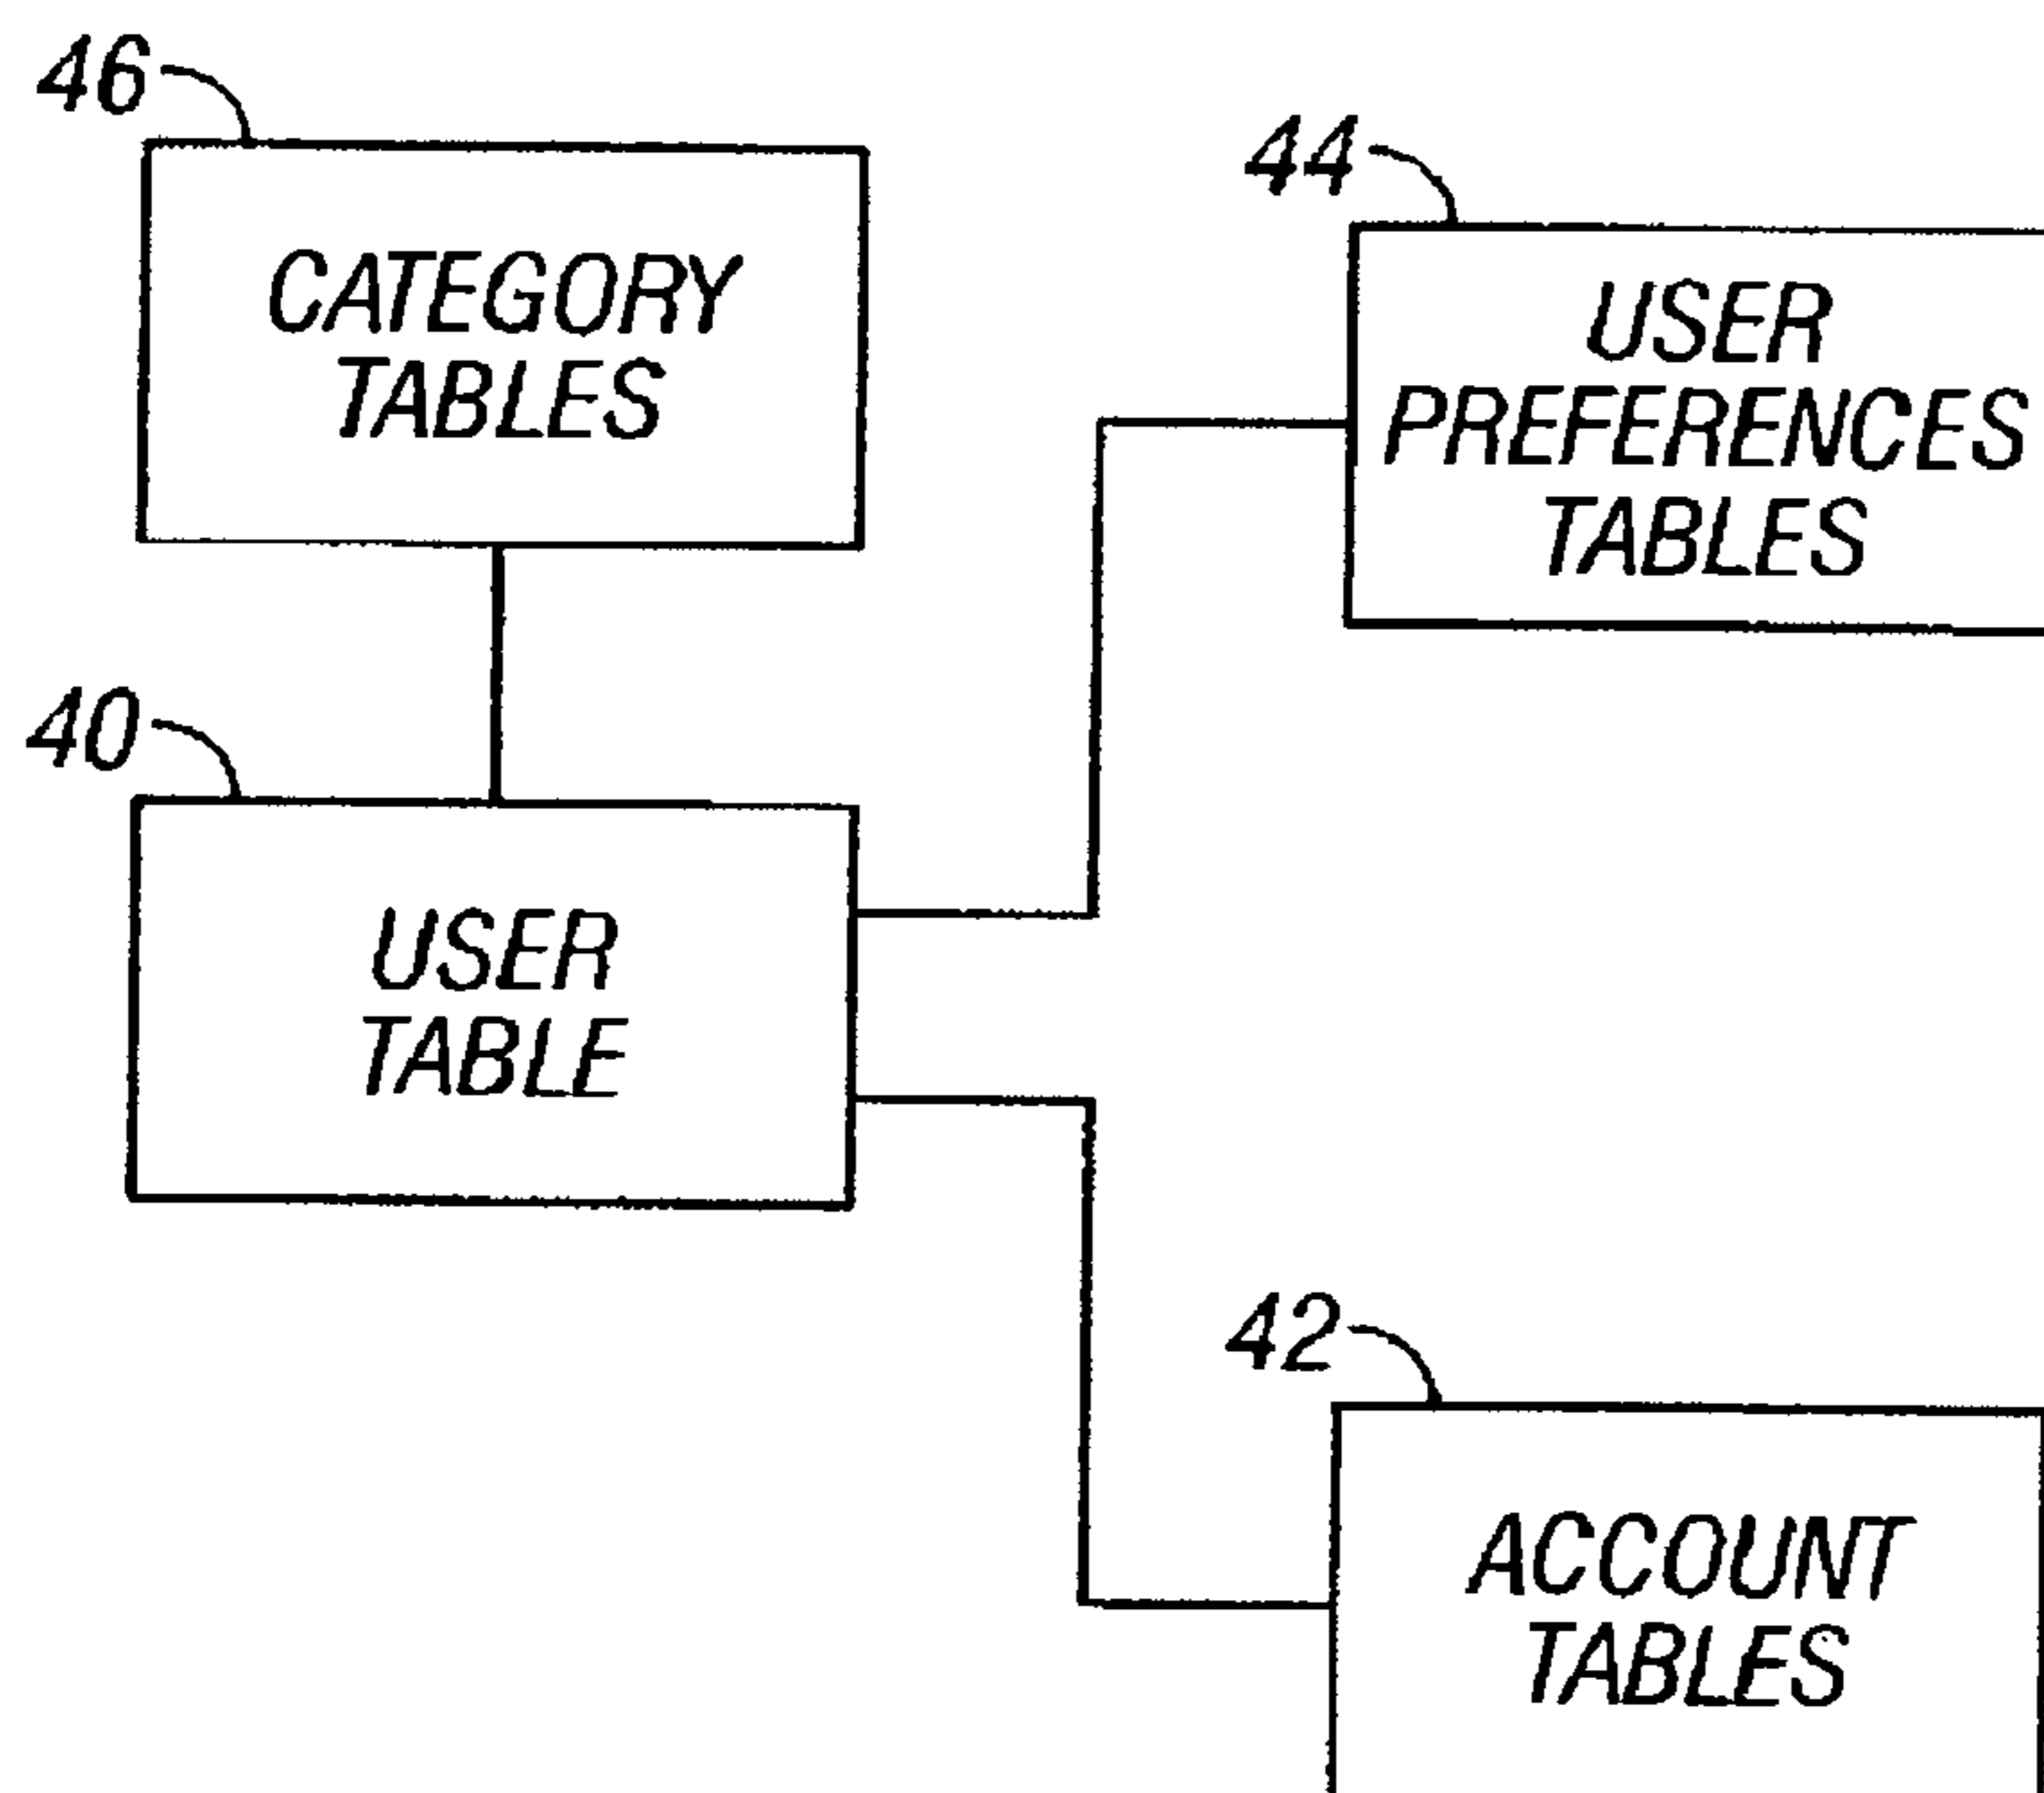 46
CATEGORY
TABLES
44
USER
PREFERENCES
TABLES
40
USER
TABLE
42
ACCOUNT
TABLES